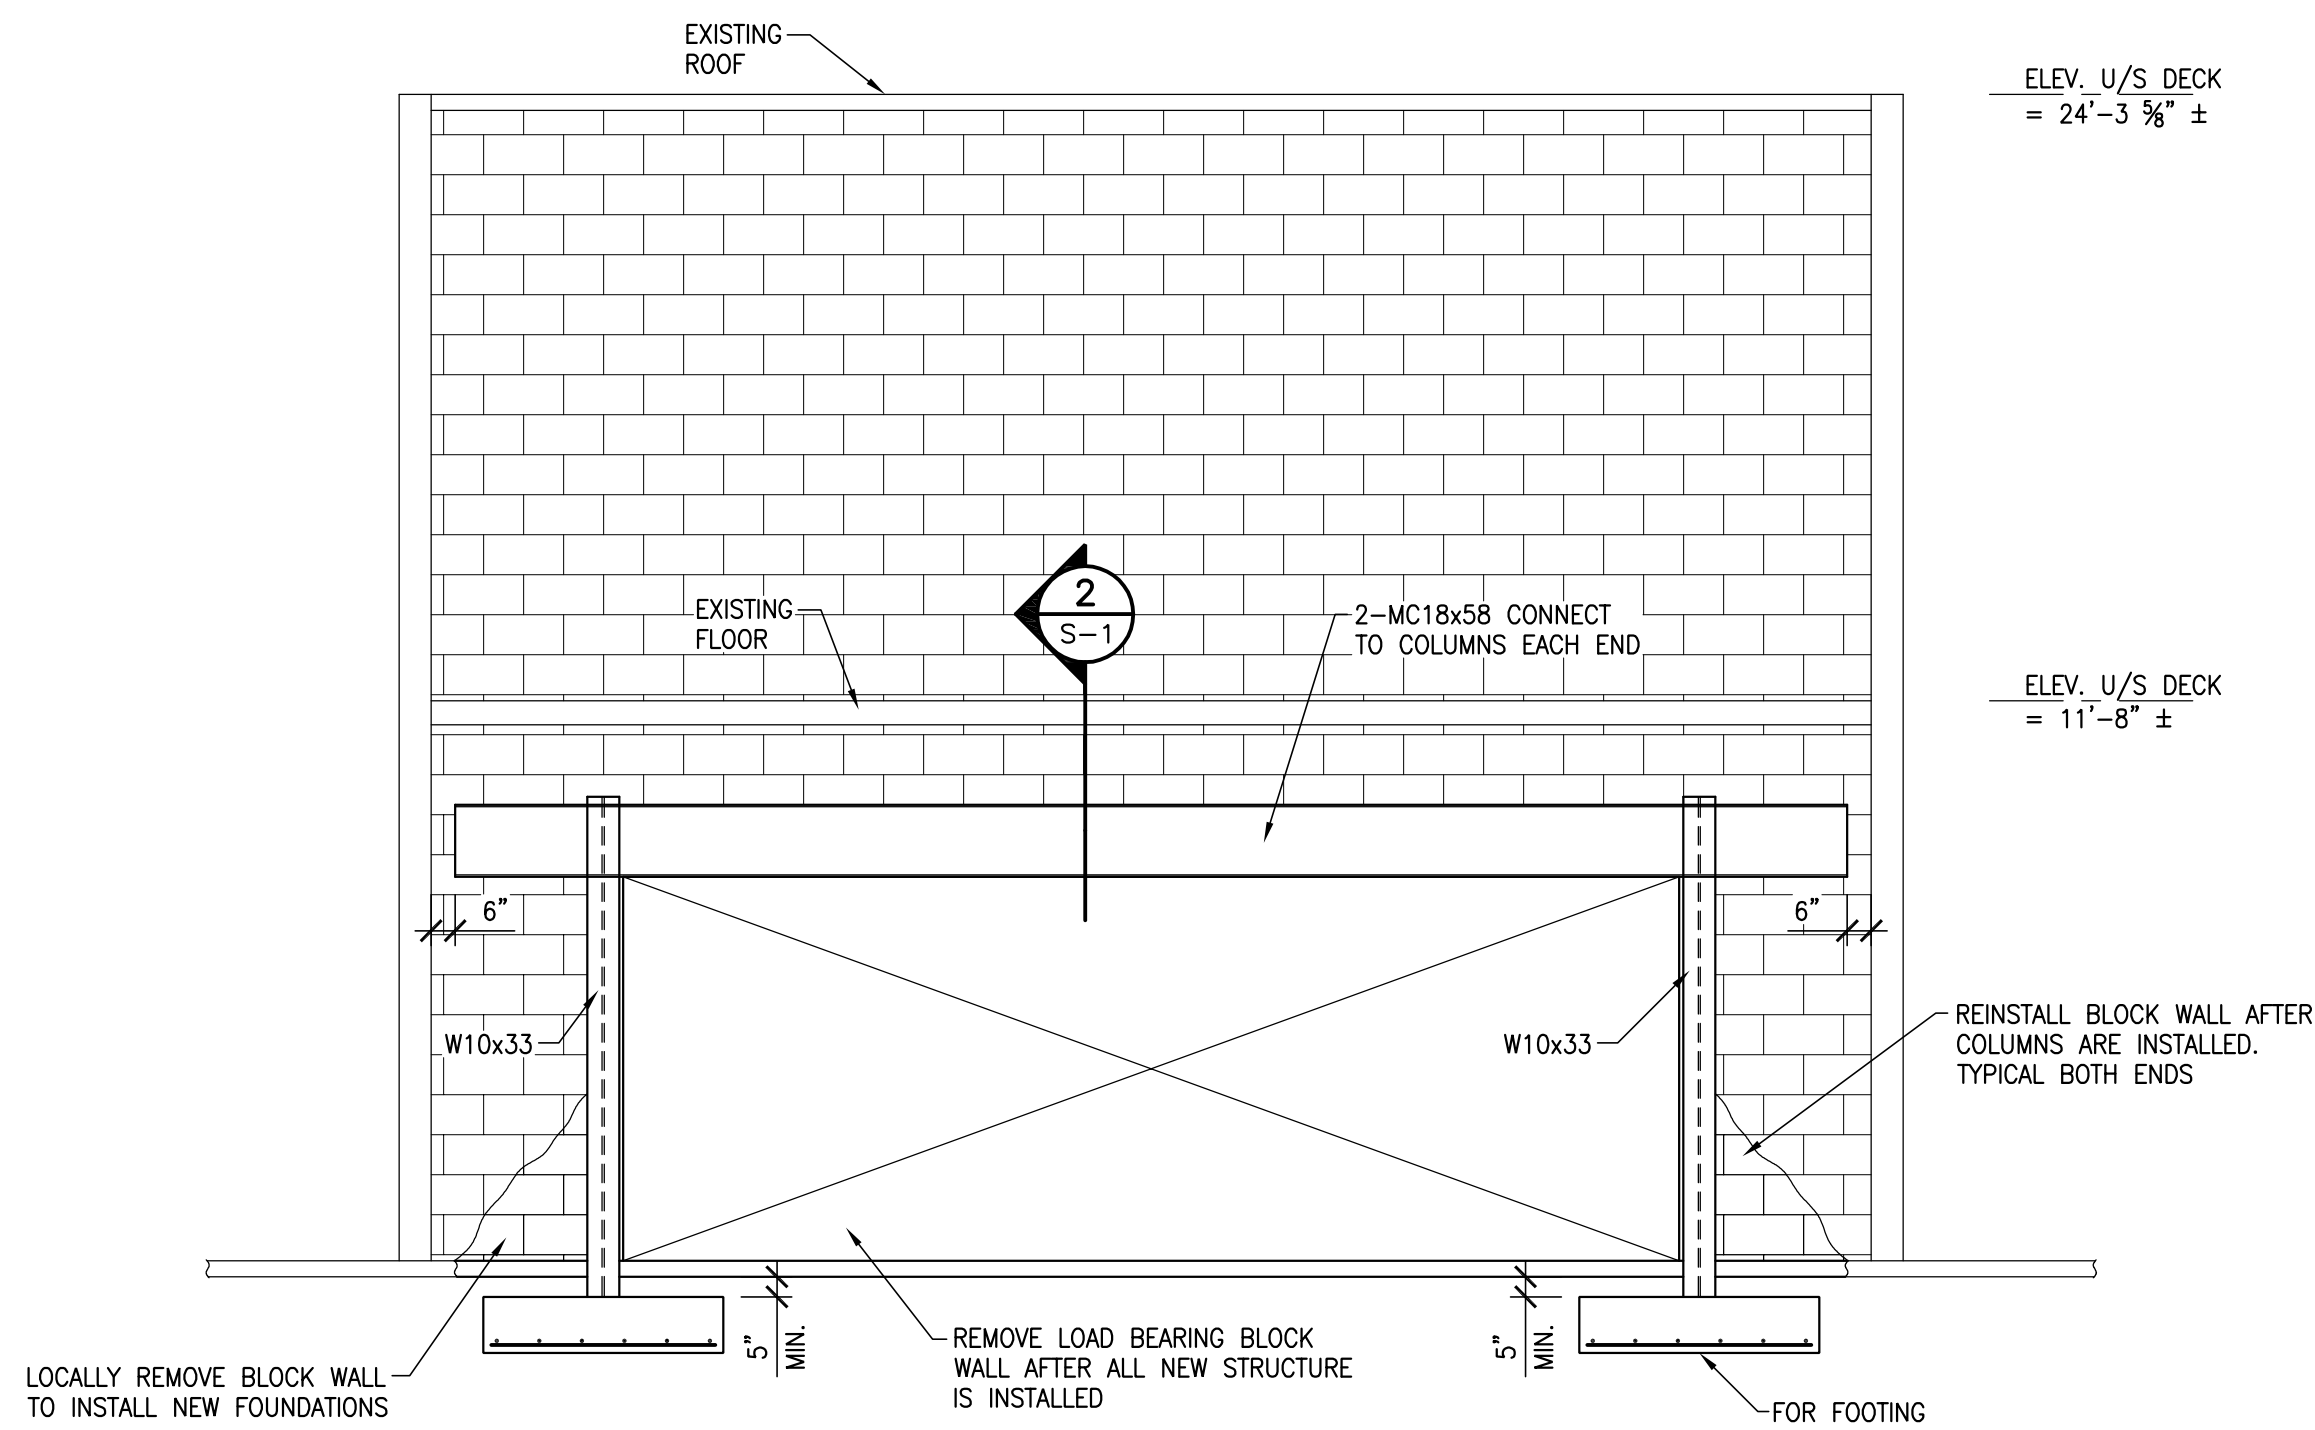 EXISTING
ROOF
ELEV. U/S DECK
= 24'-3 5/8" ±
2
S-1
EXISTING
FLOOR
2-MC18x58 CONNECT
TO COLUMNS EACH END
ELEV. U/S DECK
= 11'-8" ±
6"
6"
W10x33
W10x33
REINSTALL BLOCK WALL AFTER
COLUMNS ARE INSTALLED.
TYPICAL BOTH ENDS
5"
MIN.
REMOVE LOAD BEARING BLOCK
WALL AFTER ALL NEW STRUCTURE
IS INSTALLED
5"
MIN.
LOCALLY REMOVE BLOCK WALL
TO INSTALL NEW FOUNDATIONS
FOR FOOTING